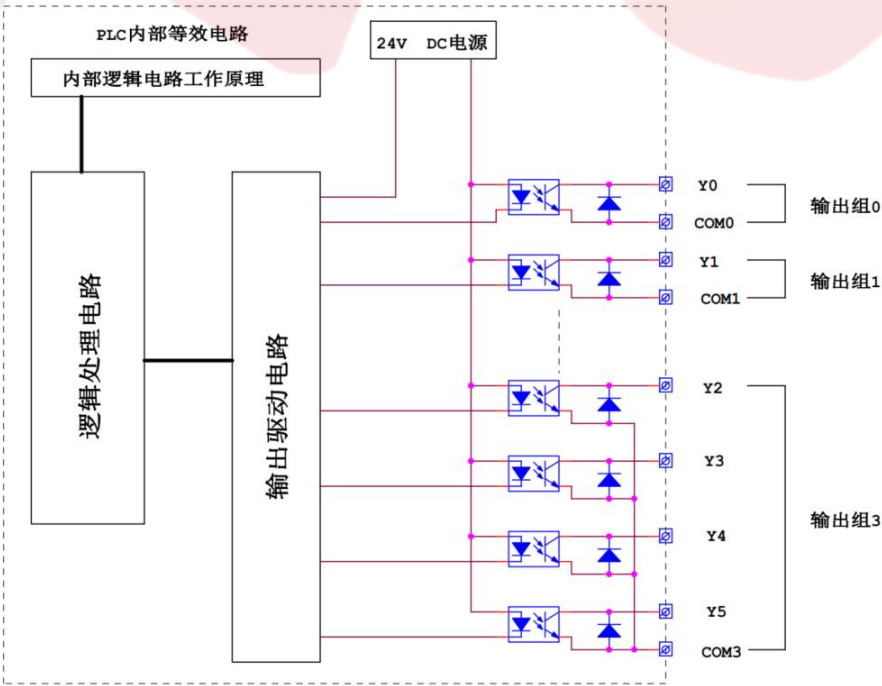 PLC内部等效电路
24V DC电源
内部逻辑电路工作原理
逻辑处理电路
输出驱动电路
Y0
COM0
输出组0
Y1
COM1
输出组1
Y2
Y3
Y4
Y5
COM3
输出组3